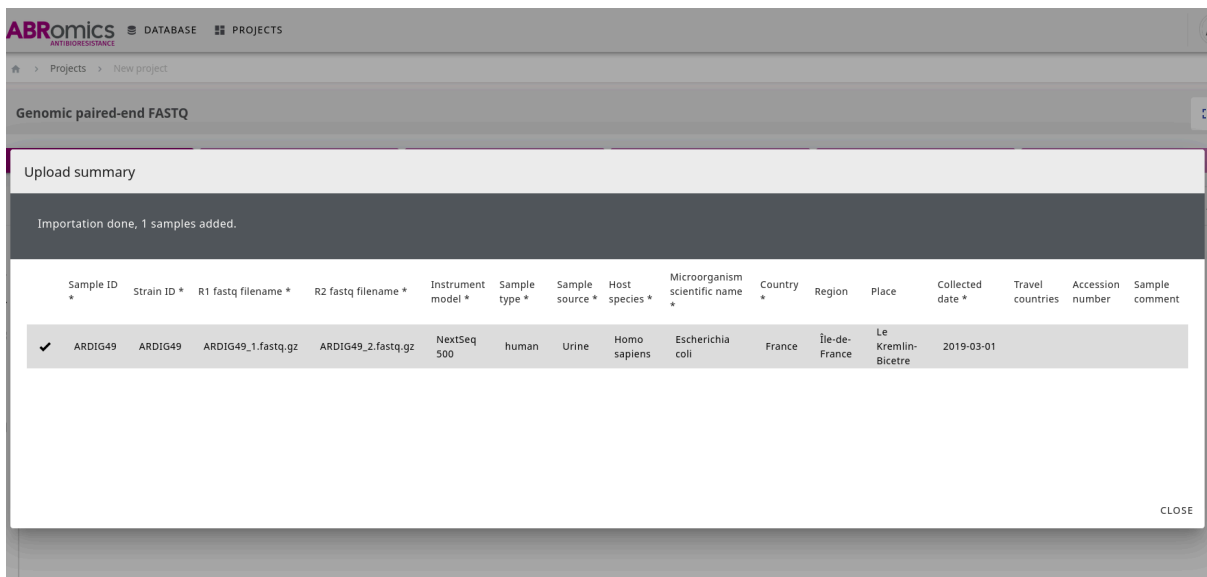 ABRomics
ANTIBIORESISTANCE
DATABASE
PROJECTS
Projects > New project
Genomic paired-end FASTQ
Upload summary
Importation done, 1 samples added.
Sample ID *
Strain ID *
R1 fastq filename *
R2 fastq filename *
Instrument model *
Sample type *
Sample source *
Host species *
Microorganism scientific name *
Country *
Region
Place
Collected date *
Travel countries
Accession number
Sample comment
ARDIG49
ARDIG49
ARDIG49_1.fastq.gz
ARDIG49_2.fastq.gz
NextSeq 500
human
Urine
Homo sapiens
Escherichia coli
France
Île-de-France
Le Kremlin-Bicetre
2019-03-01
CLOSE